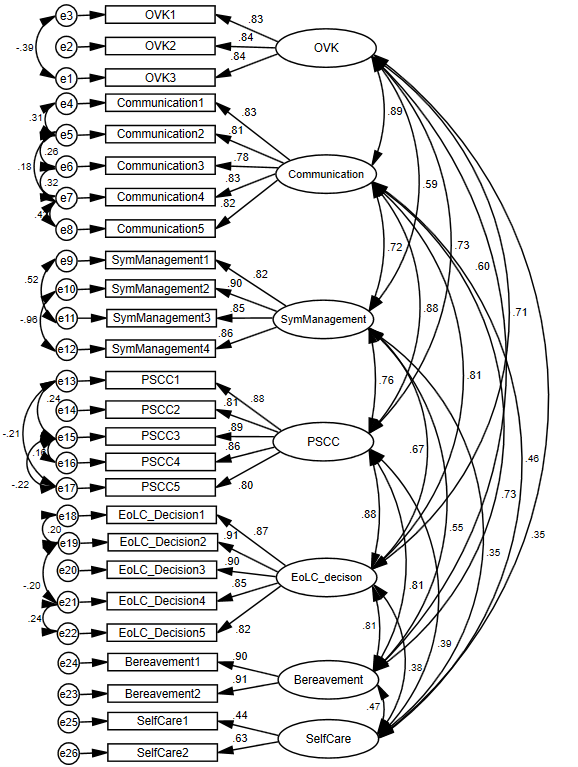 e3 OVK1 .83
e2 OVK2 .84 OVK
-.39
e1 OVK3 .84
e4 Communication1 .83 .89
.31
e5 Communication2 .81
.26
e6 Communication3 .78 Communication
.18 .32 .59
e7 Communication4 .83
.4
e8 Communication5 .82
.72 .73
e9 SymManagement1 .82 .60
.52
e10 SymManagement2 .90
.88 .71
e11 SymManagement3 .85 SymManagement
-.96
e12 SymManagement4 .86
.76 .81
e13 PSCC1 .88
.24
e14 PSCC2 .81
-.21
e15 PSCC3 .89 PSCC
.67 .46
e16 PSCC4 .86
-.22
e17 PSCC5 .80
.73
e18 EoLC_Decision1 .87 .88
.20 .55 .35
e19 EoLC_Decision2 .91
.35
e20 EoLC_Decision3 .90 EoLC_decison
-.20 .81
e21 EoLC_Decision4 .85
.24 .81
e22 EoLC_Decision5 .82
.39
e24 Bereavement1 .90 .38
Bereavement
e23 Bereavement2 .91
.47
e25 SelfCare1 .44
SelfCare
e26 SelfCare2 .63